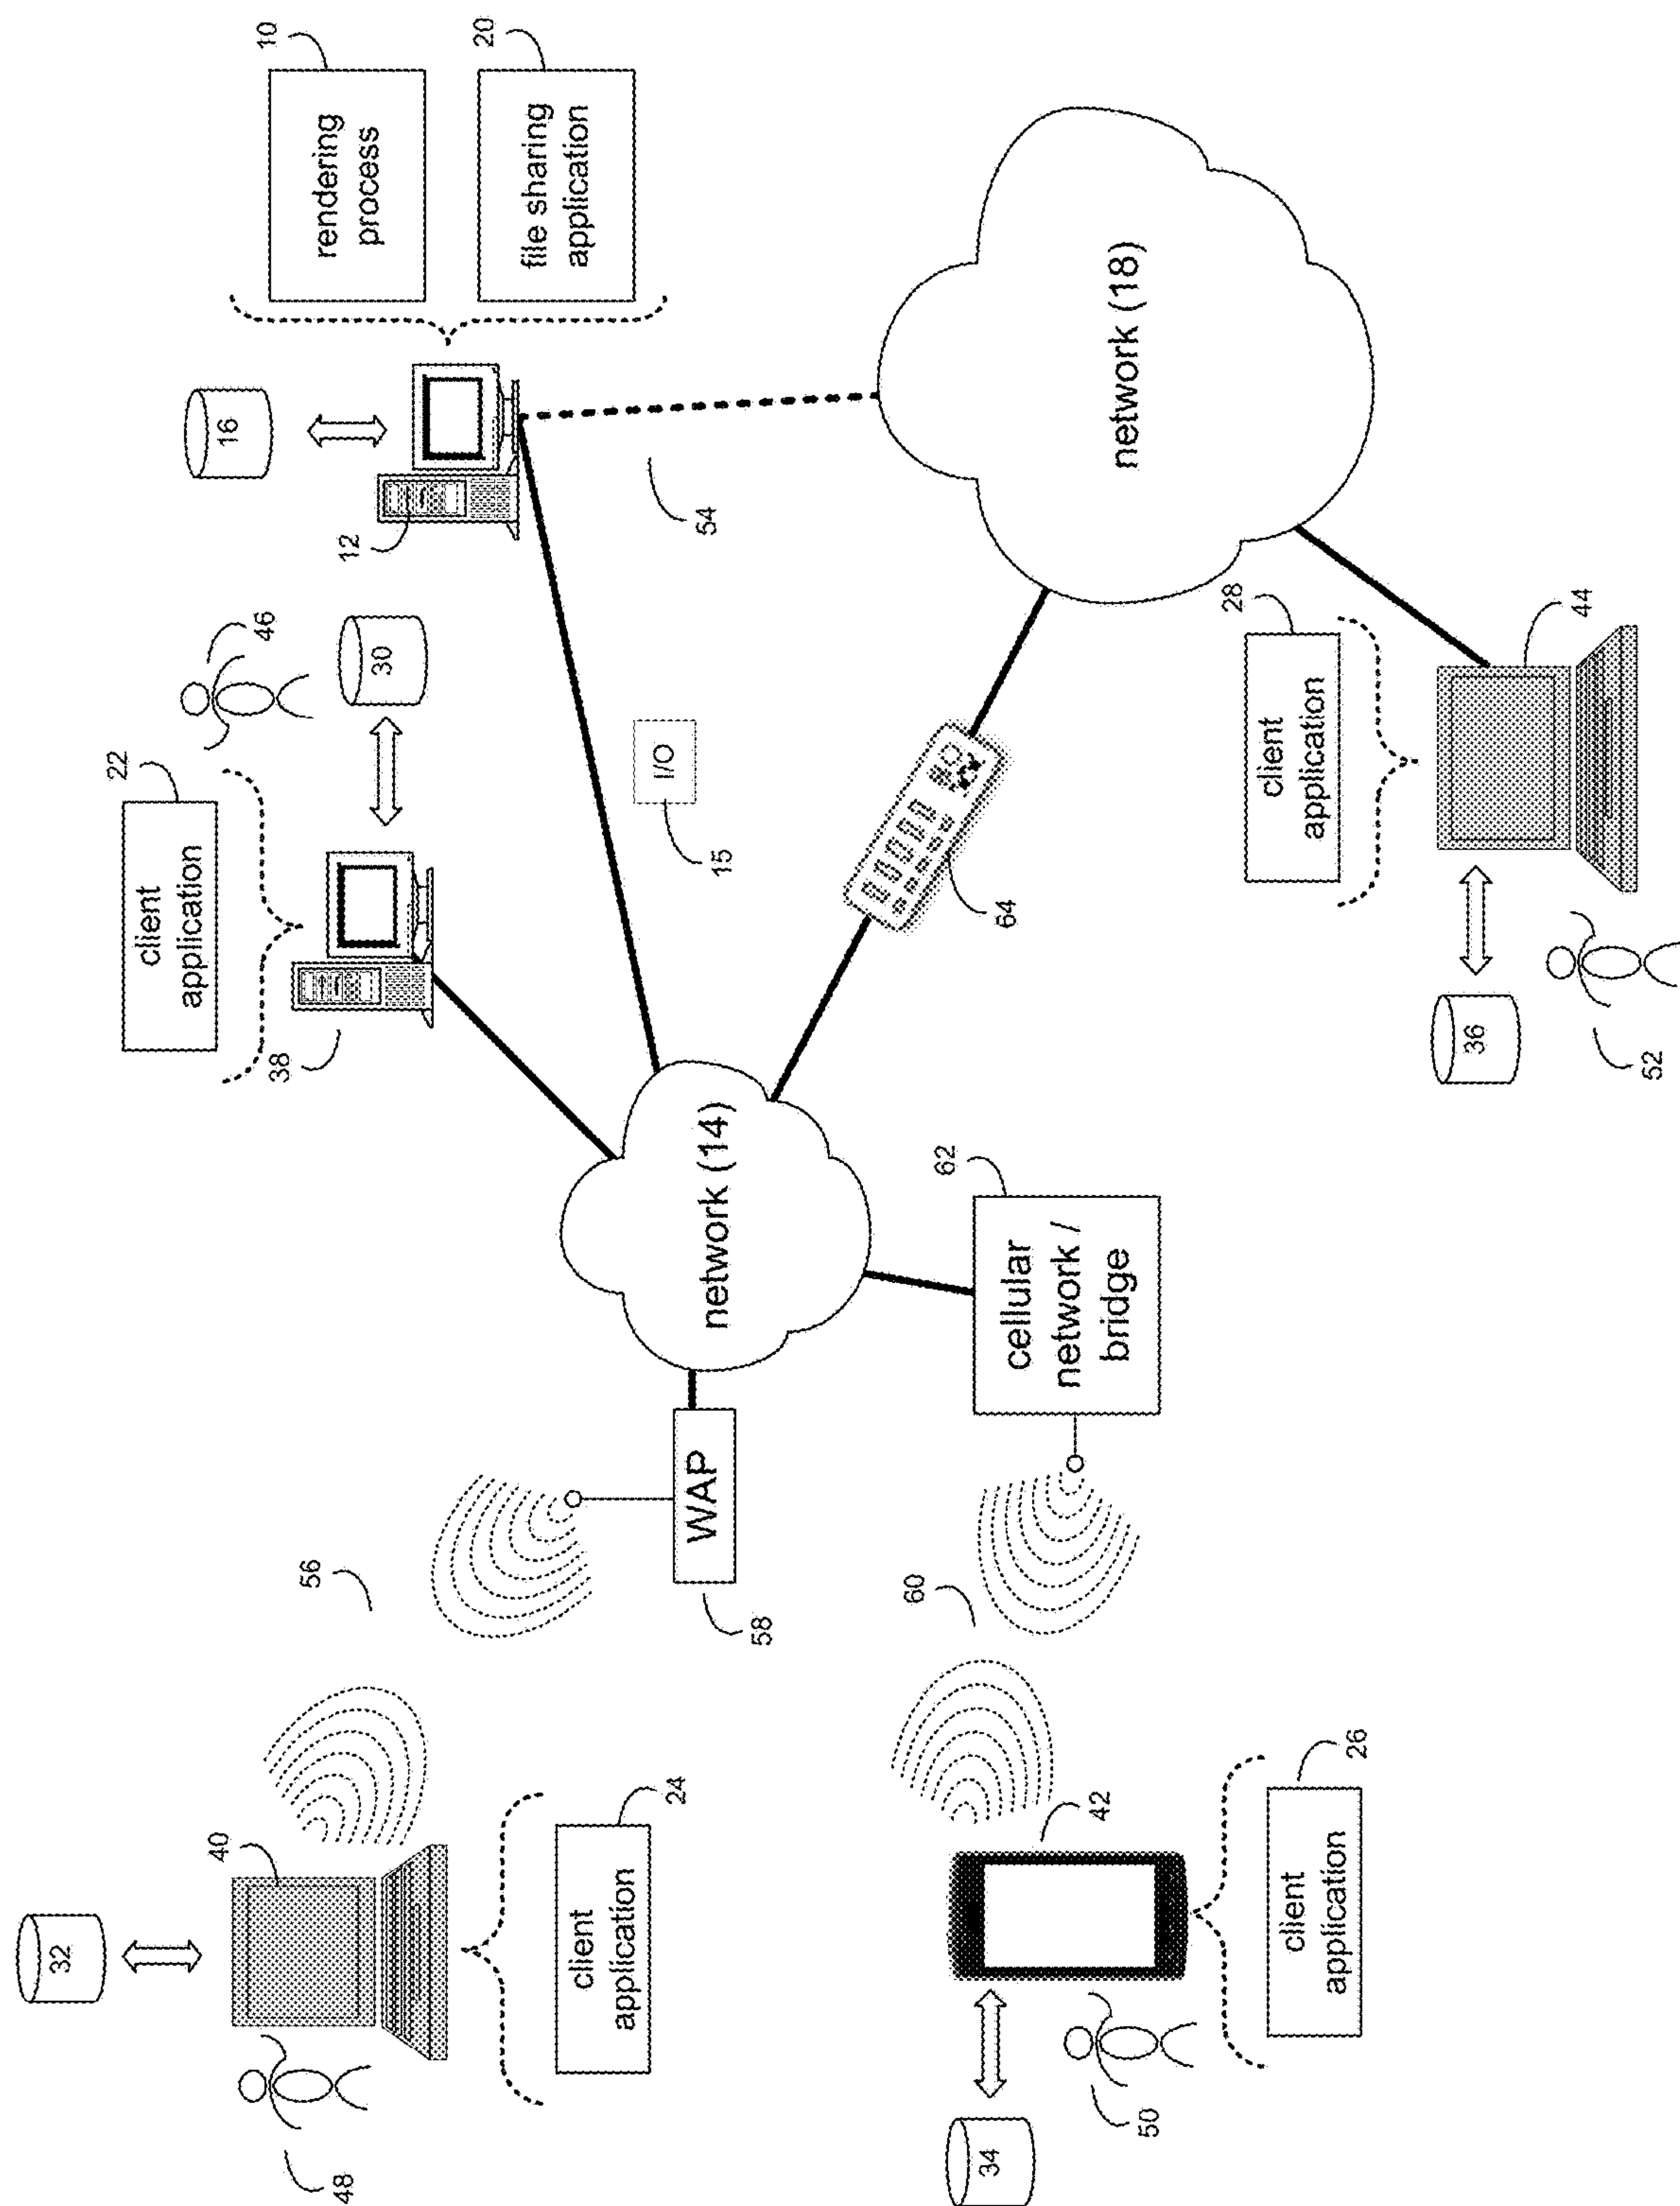 32
48
40
client
application
24
56
WAP
58
client
application
22
38
46
30
16
12
rendering
process
10
file sharing
application
20
54
I/O
15
network (14)
64
network (18)
cellular
network /
bridge
62
60
34
50
42
client
application
26
client
application
28
44
36
52